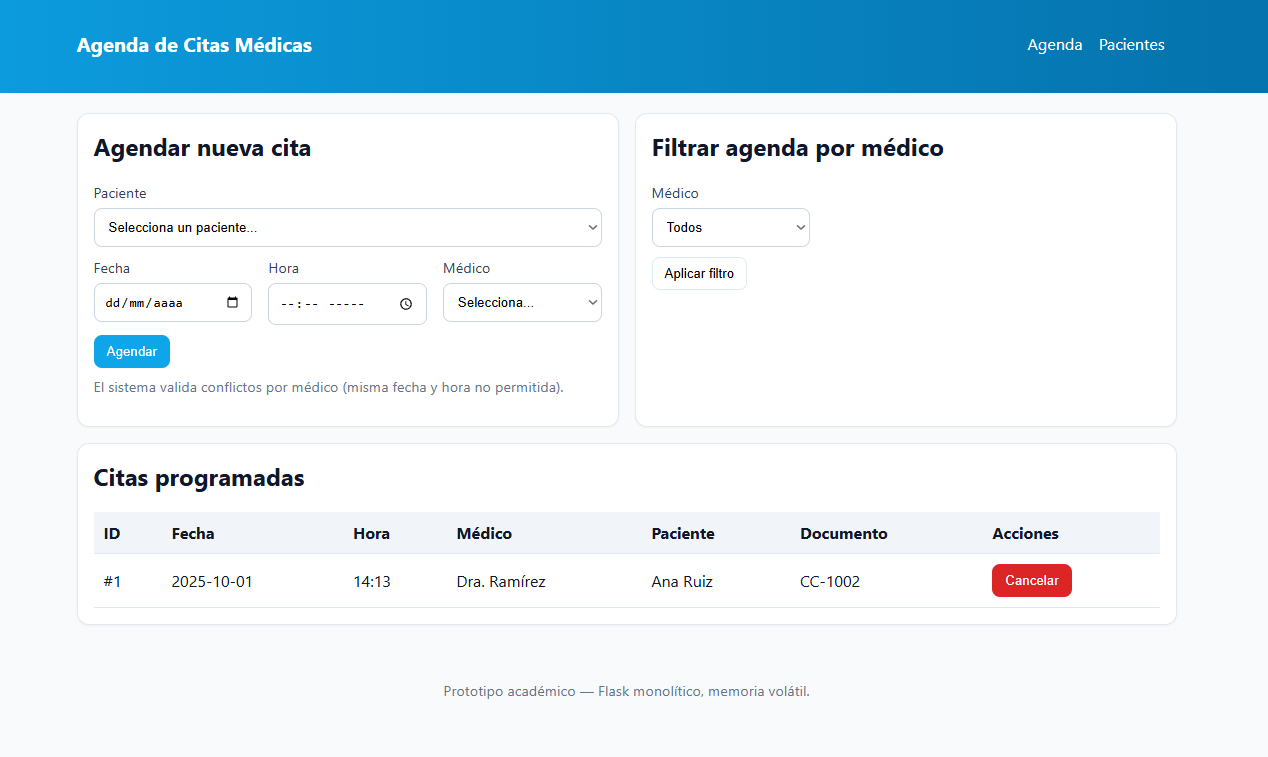 Agenda de Citas Médicas
Agenda Pacientes
Agendar nueva cita
Paciente
Selecciona un paciente...
Fecha Hora Médico
dd/mm/aaaa --:-- ----- Selecciona...
Agendar
El sistema valida conflictos por médico (misma fecha y hora no permitida).
Filtrar agenda por médico
Médico
Todos
Aplicar filtro
Citas programadas
ID Fecha Hora Médico Paciente Documento Acciones
#1 2025-10-01 14:13 Dra. Ramírez Ana Ruiz CC-1002 Cancelar
Prototipo académico — Flask monolítico, memoria volátil.